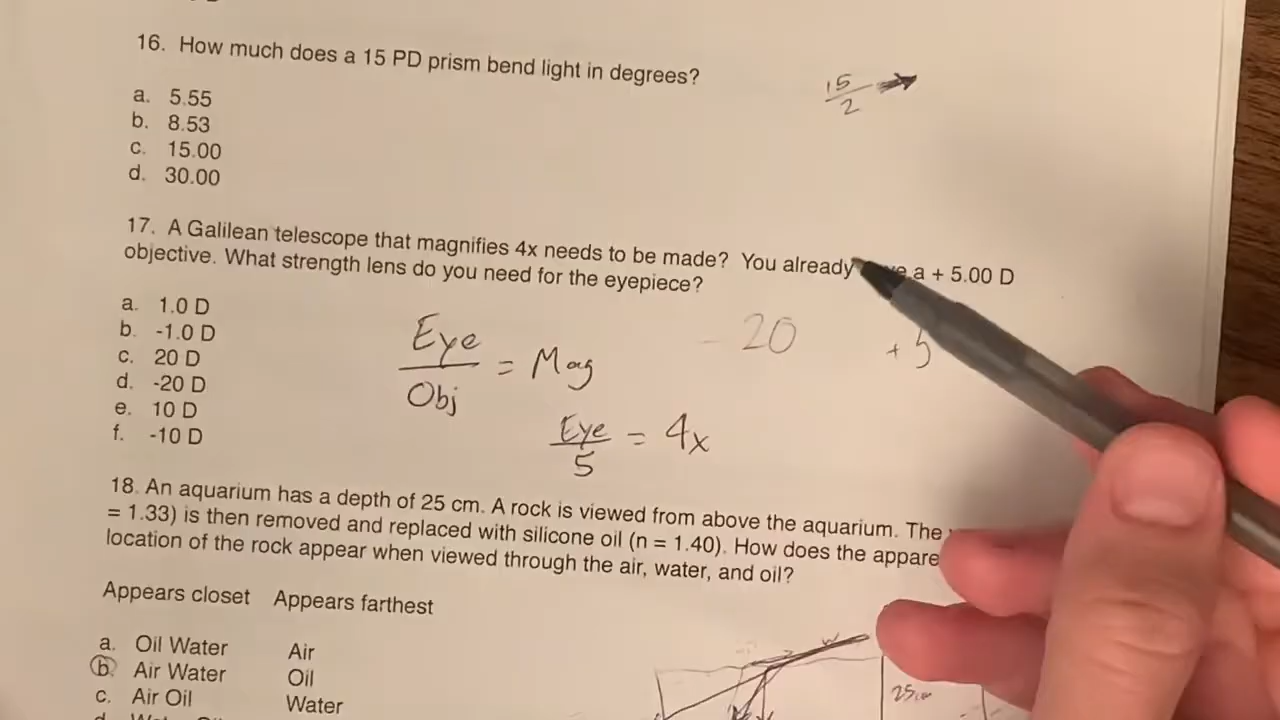 16. How much does a 15 PD prism bend light in degrees?
15
2
a. 5.55
b. 8.53
c. 15.00
d. 30.00
17. A Galilean telescope that magnifies 4x needs to be made? You already a + 5.00 D
objective. What strength lens do you need for the eyepiece?
a. 1.0 D
b. -1.0 D
c. 20 D
d. -20 D
e. 10 D
f. -10 D
Eye
Obj
= Mag
- 20
+ 5
Eye
5
= 4x
18. An aquarium has a depth of 25 cm. A rock is viewed from above the aquarium. The
= 1.33) is then removed and replaced with silicone oil (n = 1.40). How does the
location of the rock appear when viewed through the air, water, and oil?
Appears closet Appears farthest
a. Oil Water Air
b. Air Water Oil
c. Air Oil Water
d.
25cm